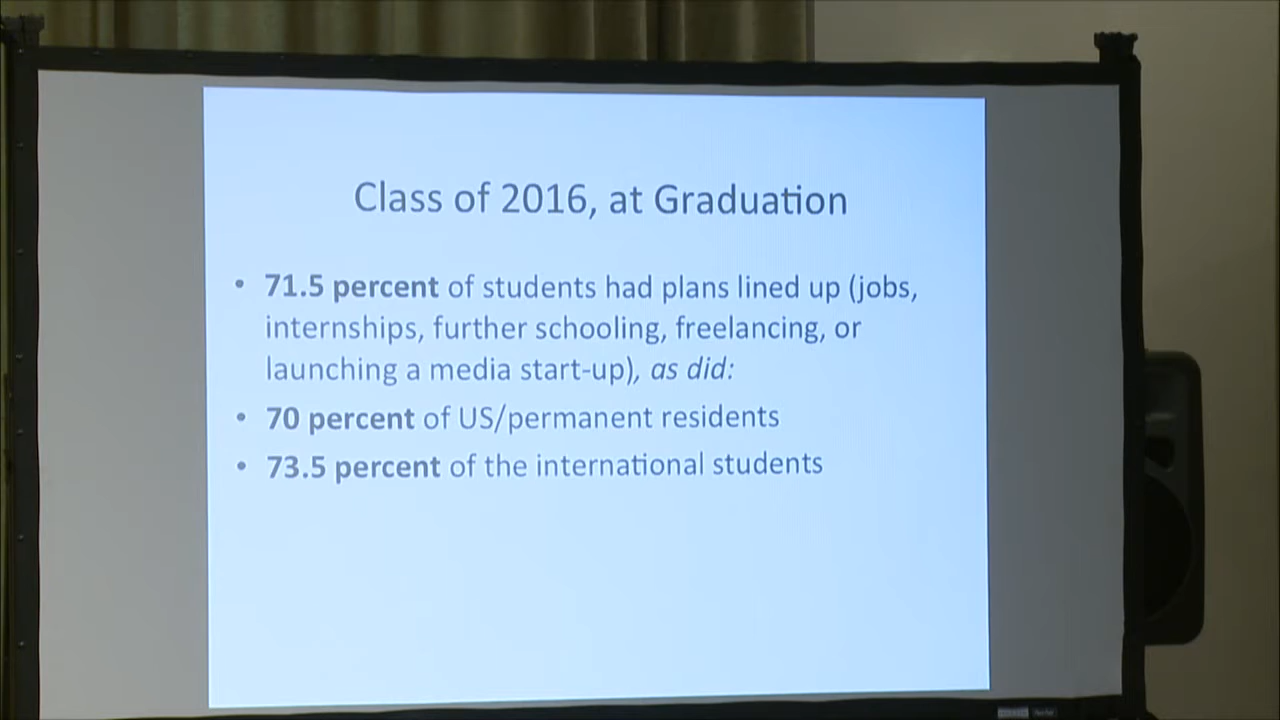 Class of 2016, at Graduation
• 71.5 percent of students had plans lined up (jobs,
internships, further schooling, freelancing, or
launching a media start-up), as did:
• 70 percent of US/permanent residents
• 73.5 percent of the international students